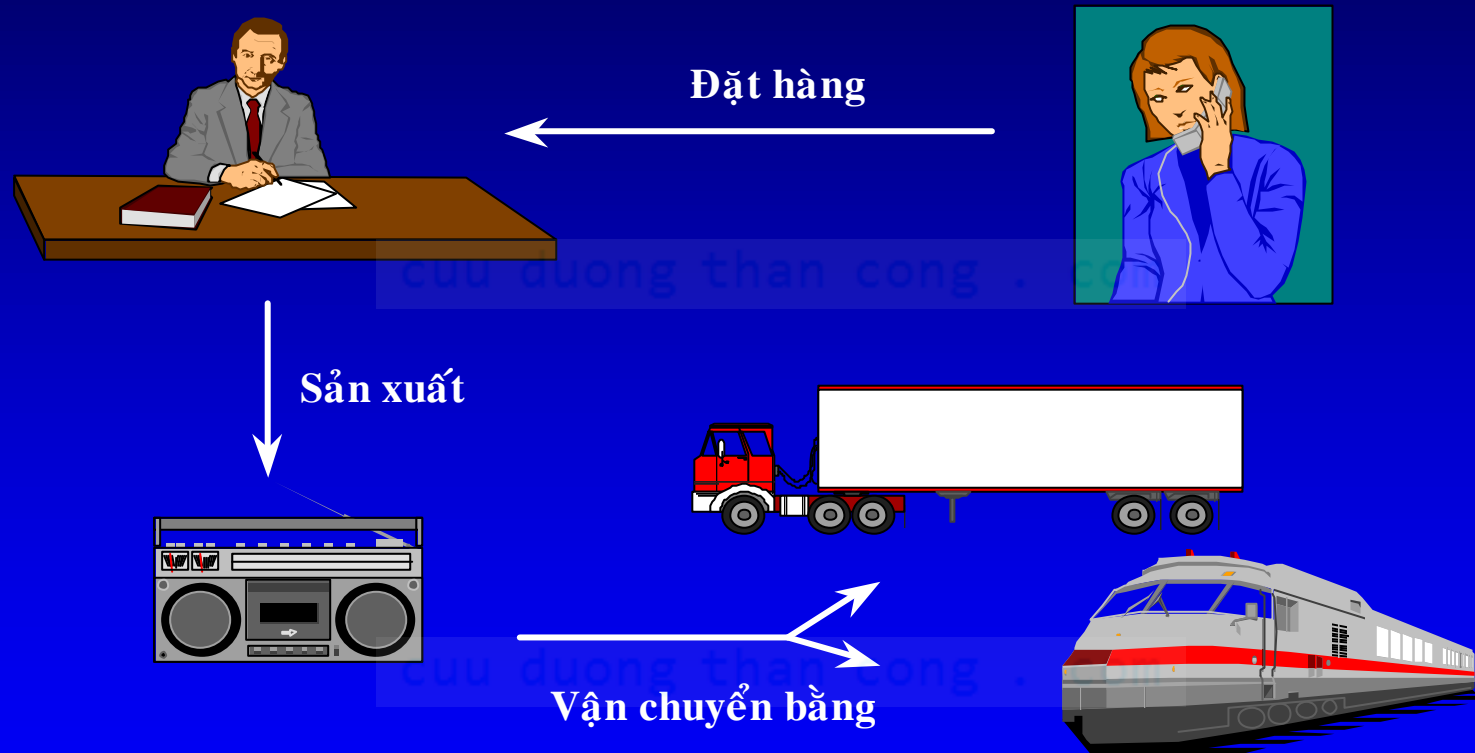 Đặt hàng
cuu duong than cong . com
Sản xuất
cuu duong than cong . com
Vận chuyển bằng